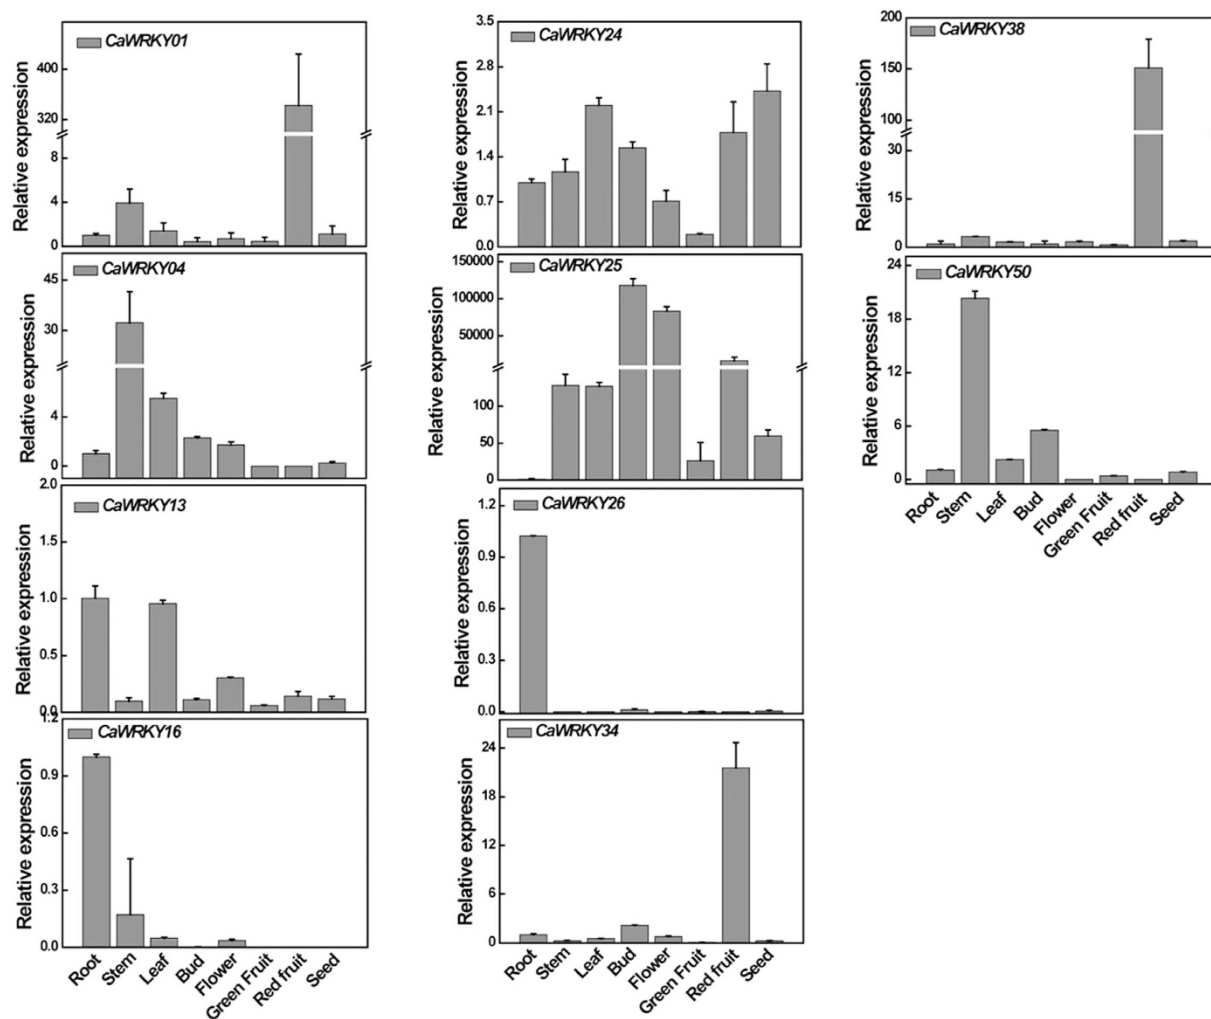 CaWRKY01
Relative expression
400
320
8
4
0
CaWRKY04
Relative expression
45
30
4
0
CaWRKY13
Relative expression
2.0
1.5
1.0
0.5
0.0
CaWRKY16
Relative expression
1.2
0.9
0.6
0.3
0.0
Root
Stem
Leaf
Bud
Flower
Green Fruit
Red fruit
Seed
CaWRKY24
Relative expression
3.5
2.8
2.1
1.4
0.7
0.0
CaWRKY25
Relative expression
150000
100000
50000
100
50
0
CaWRKY26
Relative expression
1.2
0.9
0.6
0.3
0.0
CaWRKY34
Relative expression
24
18
12
6
0
Root
Stem
Leaf
Bud
Flower
Green Fruit
Red fruit
Seed
CaWRKY38
Relative expression
200
150
100
30
15
0
CaWRKY50
Relative expression
24
18
12
6
0
Root
Stem
Leaf
Bud
Flower
Green Fruit
Red fruit
Seed